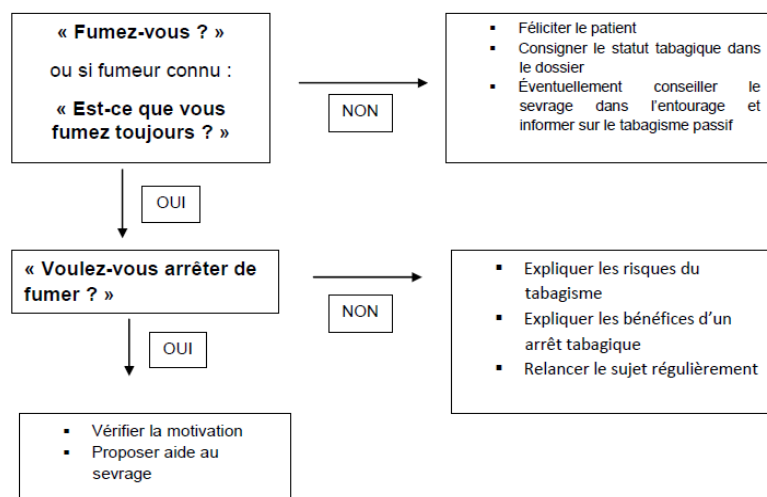 « Fumez-vous ? »
ou si fumeur connu :
« Est-ce que vous
fumez toujours ? »
NON
▪ Féliciter le patient
▪ Consigner le statut tabagique dans
le dossier
▪ Éventuellement conseiller le
sevrage dans l'entourage et
informer sur le tabagisme passif
OUI
« Voulez-vous arrêter de
fumer ? »
NON
▪ Expliquer les risques du
tabagisme
▪ Expliquer les bénéfices d'un
arrêt tabagique
▪ Relancer le sujet régulièrement
OUI
▪ Vérifier la motivation
▪ Proposer aide au
sevrage